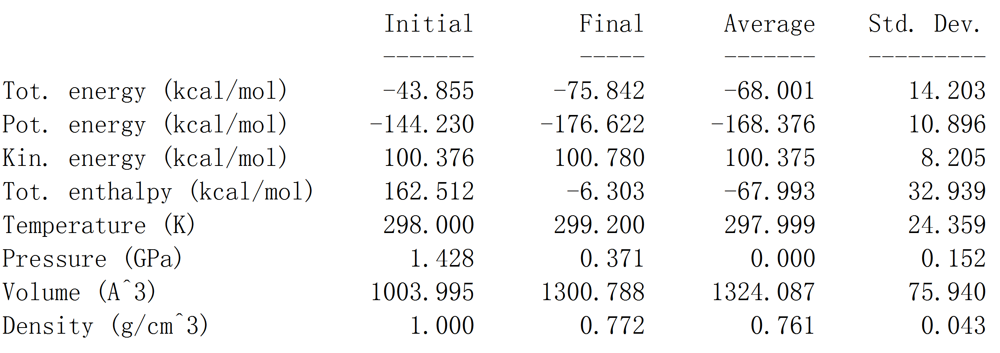 Initial Final Average Std. Dev.
------- ----- ------- ---------
Tot. energy (kcal/mol) -43.855 -75.842 -68.001 14.203
Pot. energy (kcal/mol) -144.230 -176.622 -168.376 10.896
Kin. energy (kcal/mol) 100.376 100.780 100.375 8.205
Tot. enthalpy (kcal/mol) 162.512 -6.303 -67.993 32.939
Temperature (K) 298.000 299.200 297.999 24.359
Pressure (GPa) 1.428 0.371 0.000 0.152
Volume (A^3) 1003.995 1300.788 1324.087 75.940
Density (g/cm^3) 1.000 0.772 0.761 0.043